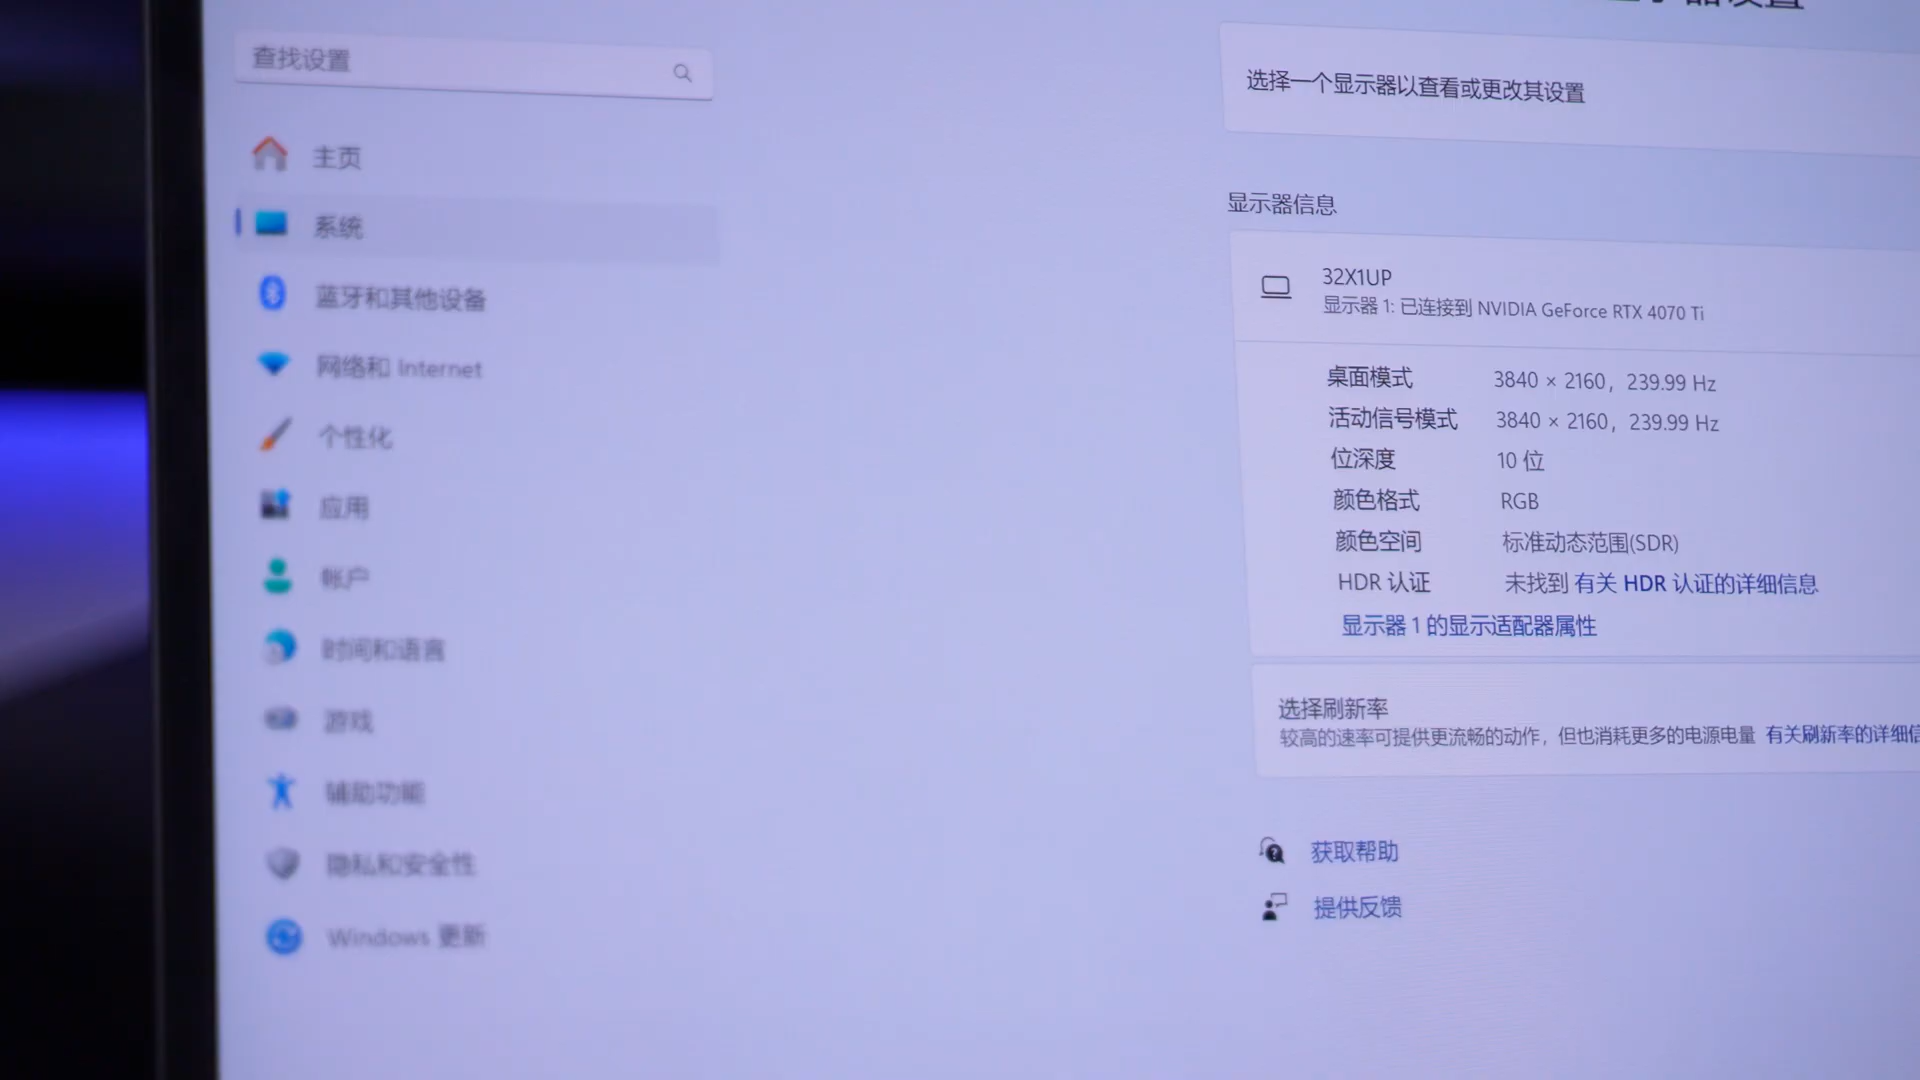 查找设置
主页
系统
蓝牙和其他设备
网络和 Internet
个性化
应用
帐户
时间和语言
游戏
辅助功能
隐私和安全性
Windows 更新
选择一个显示器以查看或更改其设置
显示器信息
32X1UP
显示器 1: 已连接到 NVIDIA GeForce RTX 4070 Ti
桌面模式 3840 × 2160，239.99 Hz
活动信号模式 3840 × 2160，239.99 Hz
位深度 10 位
颜色格式 RGB
颜色空间 标准动态范围(SDR)
HDR 认证 未找到 有关 HDR 认证的详细信息
显示器 1 的显示适配器属性
选择刷新率
较高的速率可提供更流畅的动作，但也消耗更多的电源电量 有关刷新率的详细信
获取帮助
提供反馈